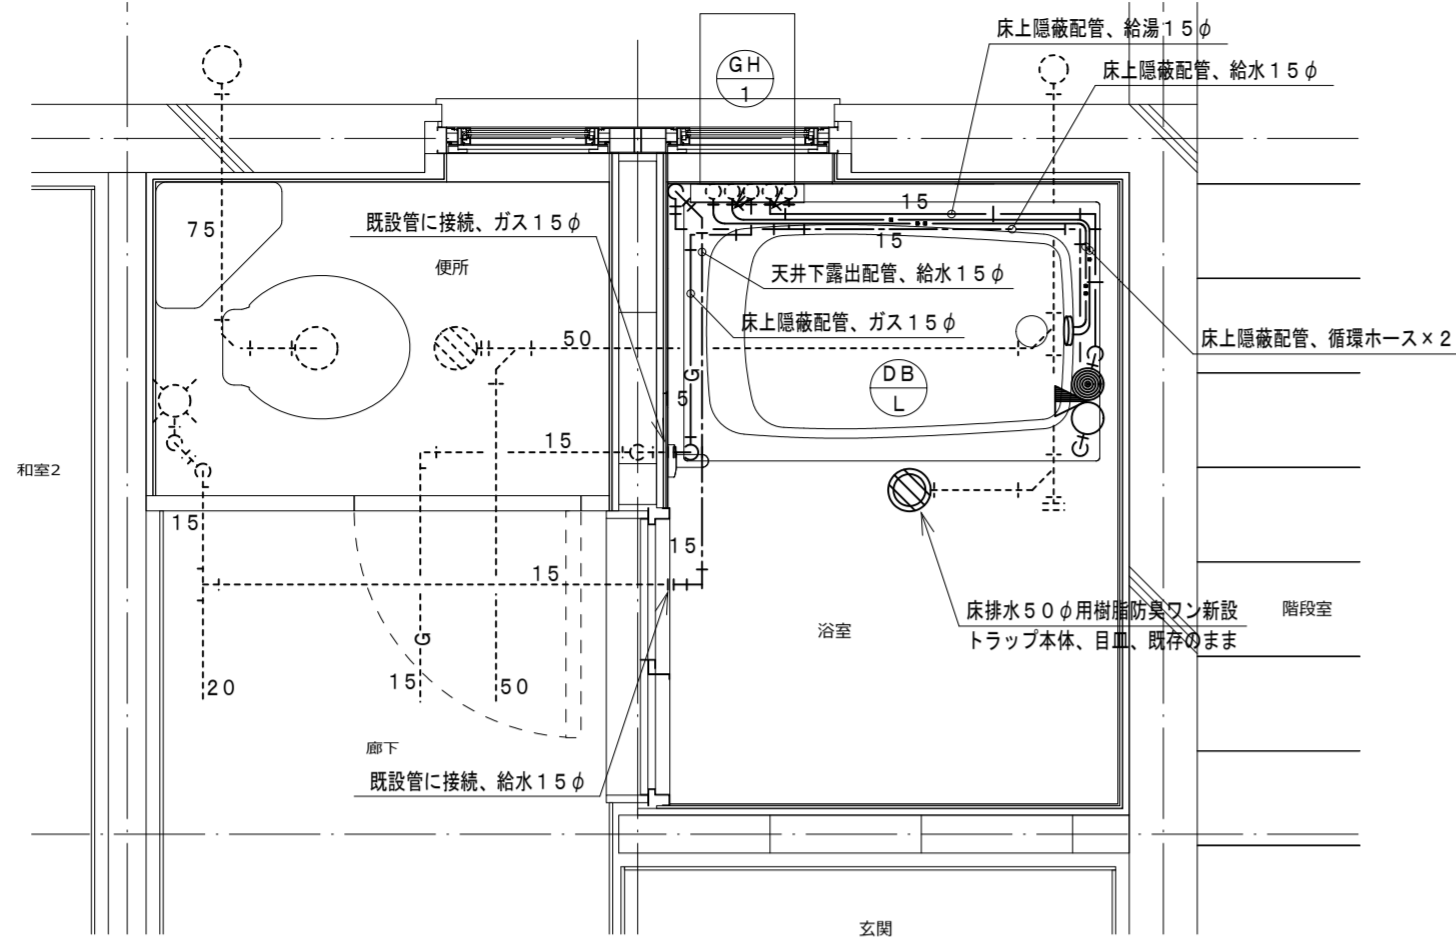 床上隠蔽配管、給湯15φ
GH
1
床上隠蔽配管、給水15φ
75
既設管に接続、ガス15φ
便所
15
15
天井下露出配管、給水15φ
床上隠蔽配管、ガス15φ
50
床上隠蔽配管、循環ホース×2
G
DB
L
15
15
和室2
15
15
15
床排水50φ用樹脂防臭ワン新設
トラップ本体、目皿、既存のまま
階段室
浴室
G
20
15
50
廊下
既設管に接続、給水15φ
玄関